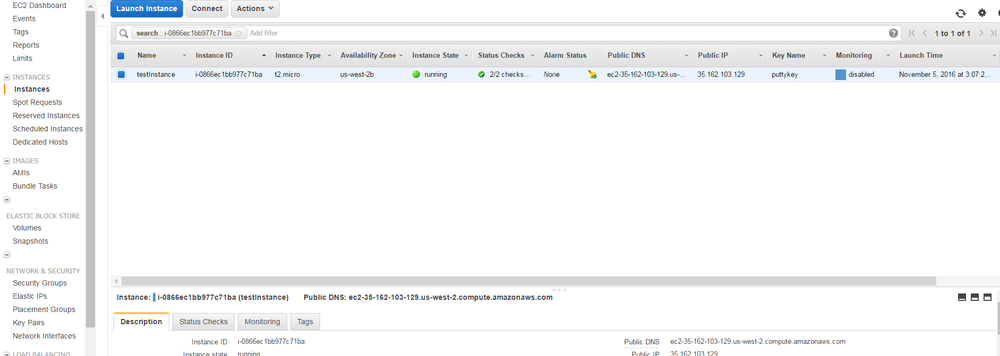 EC2 Dashboard
Events
Tags
Reports
Limits
INSTANCES
Instances
Spot Requests
Reserved Instances
Scheduled Instances
Dedicated Hosts
IMAGES
AMIs
Bundle Tasks
ELASTIC BLOCK STORE
Volumes
Snapshots
NETWORK & SECURITY
Security Groups
Elastic IPs
Placement Groups
Key Pairs
Network Interfaces
LOAD BALANCING
Launch Instance Connect Actions
search : i-0866ec1bb977c71ba Add filter 1 to 1 of 1
Name Instance ID Instance Type Availability Zone Instance State Status Checks Alarm Status Public DNS Public IP Key Name Monitoring Launch Time
testInstance i-0866ec1bb977c71ba t2.micro us-west-2b running 2/2 checks... None ec2-35-162-103-129.us-... 35.162.103.129 puttykey disabled November 5, 2016 at 3:07:2...
Instance: i-0866ec1bb977c71ba (testInstance) Public DNS: ec2-35-162-103-129.us-west-2.compute.amazonaws.com
Description Status Checks Monitoring Tags
Instance ID i-0866ec1bb977c71ba Public DNS ec2-35-162-103-129.us-west-2.compute.amazonaws.com
Instance state running Public IP 35.162.103.129